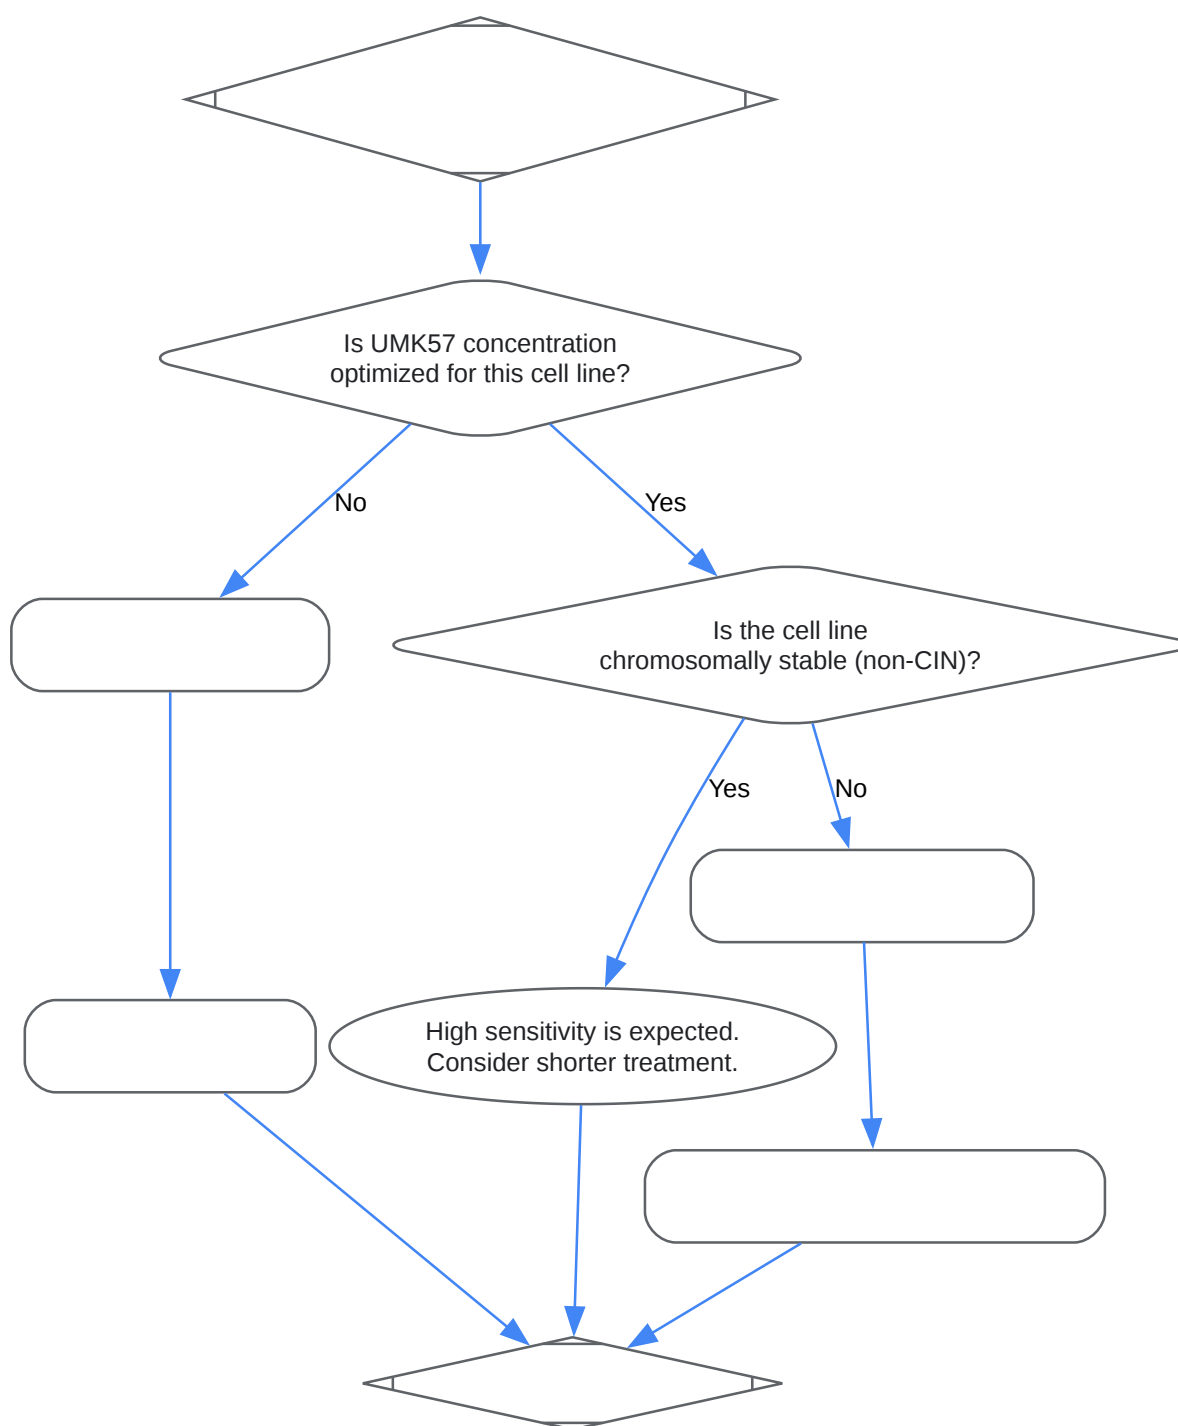 Is UMK57 concentration
optimized for this cell line?
No
Yes
Is the cell line
chromosomally stable (non-CIN)?
Yes
No
High sensitivity is expected.
Consider shorter treatment.